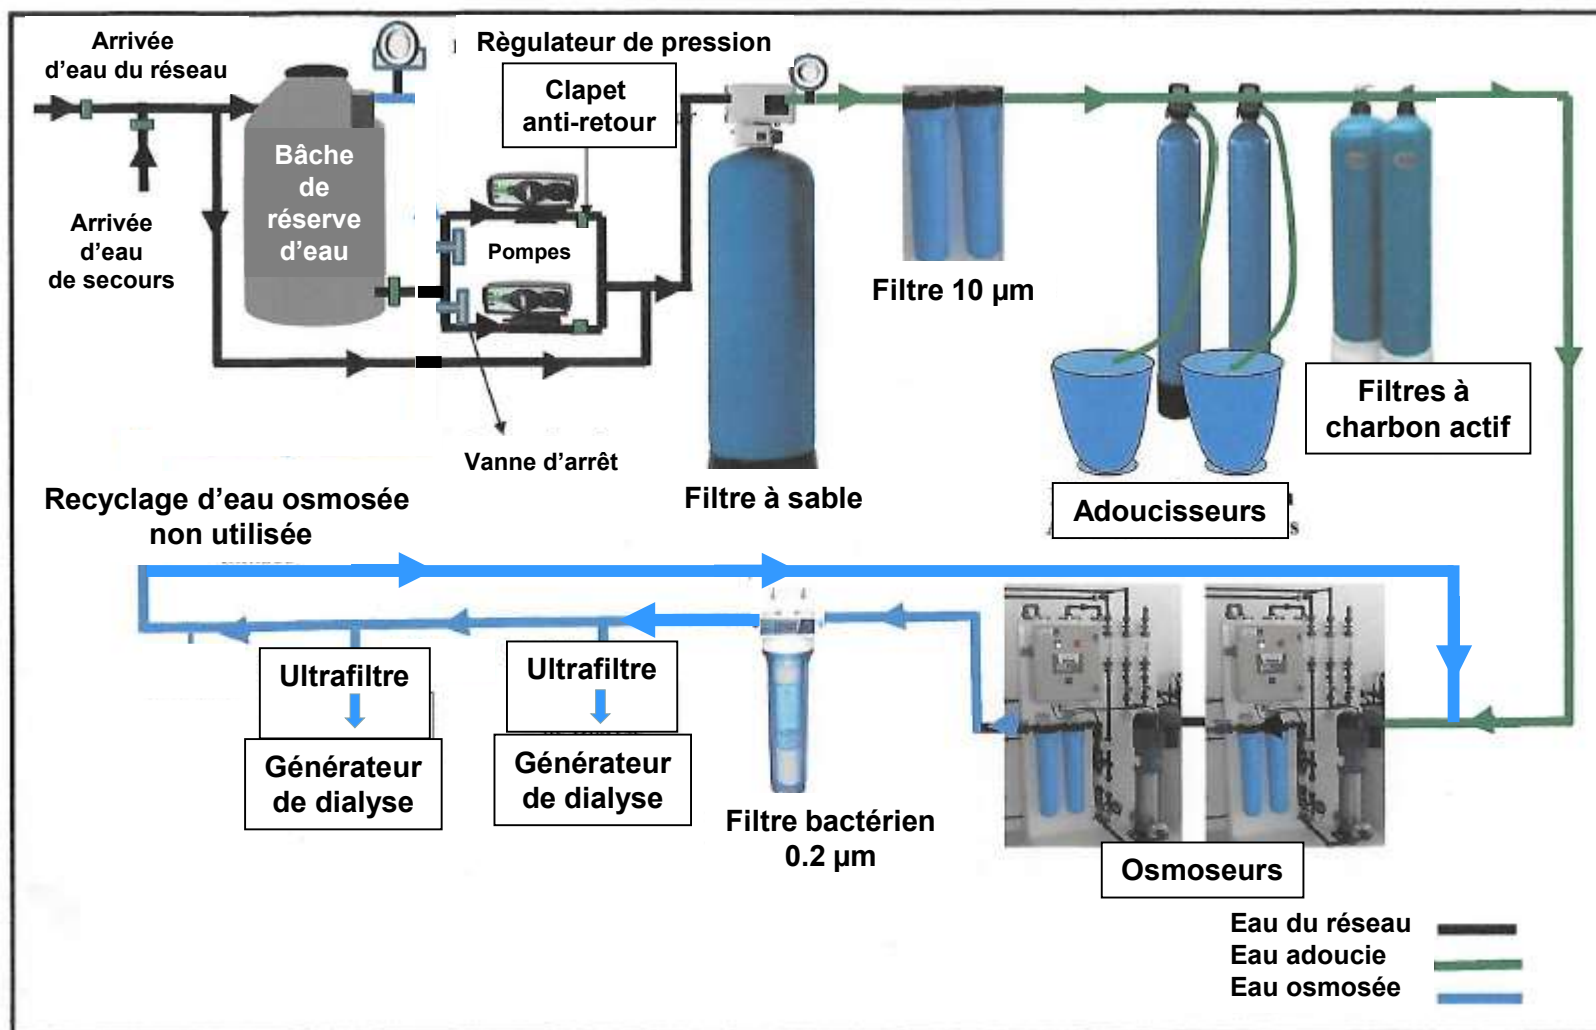 Arrivée
d'eau du réseau
Règulateur de pression
Clapet
anti-retour
Bâche
de
réserve
d'eau
Arrivée
d'eau
de secours
Pompes
Vanne d'arrêt
Filtre à sable
Filtre 10 µm
Adoucisseurs
Filtres à
charbon actif
Recyclage d'eau osmosée
non utilisée
Ultrafiltre
Générateur
de dialyse
Ultrafiltre
Générateur
de dialyse
Filtre bactérien
0.2 µm
Osmoseurs
Eau du réseau
Eau adoucie
Eau osmosée